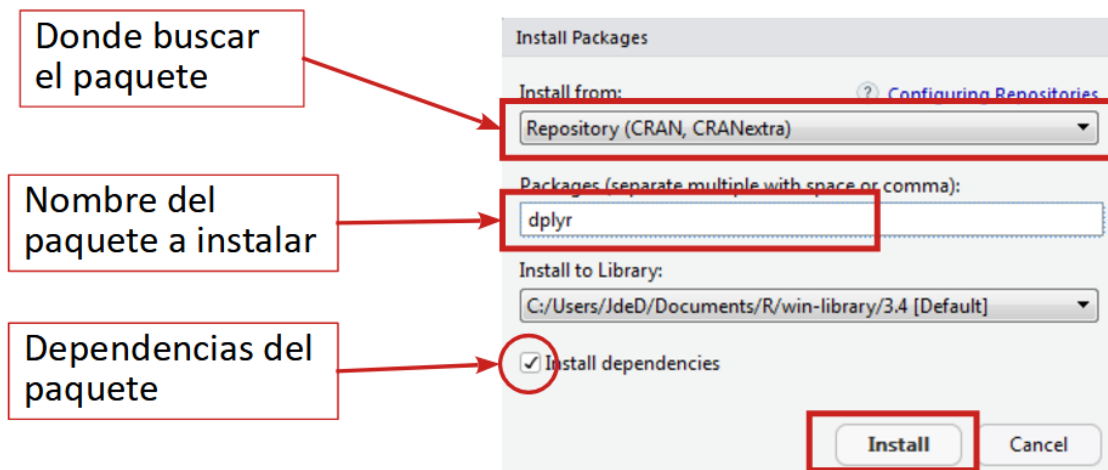 Donde buscar
el paquete
Nombre del
paquete a instalar
Dependencias del
paquete
Install Packages
Install from:
? Configuring Repositories
Repository (CRAN, CRANextra)
Packages (separate multiple with space or comma):
dplyr
Install to Library:
C:/Users/JdeD/Documents/R/win-library/3.4 [Default]
Install dependencies
Install Cancel